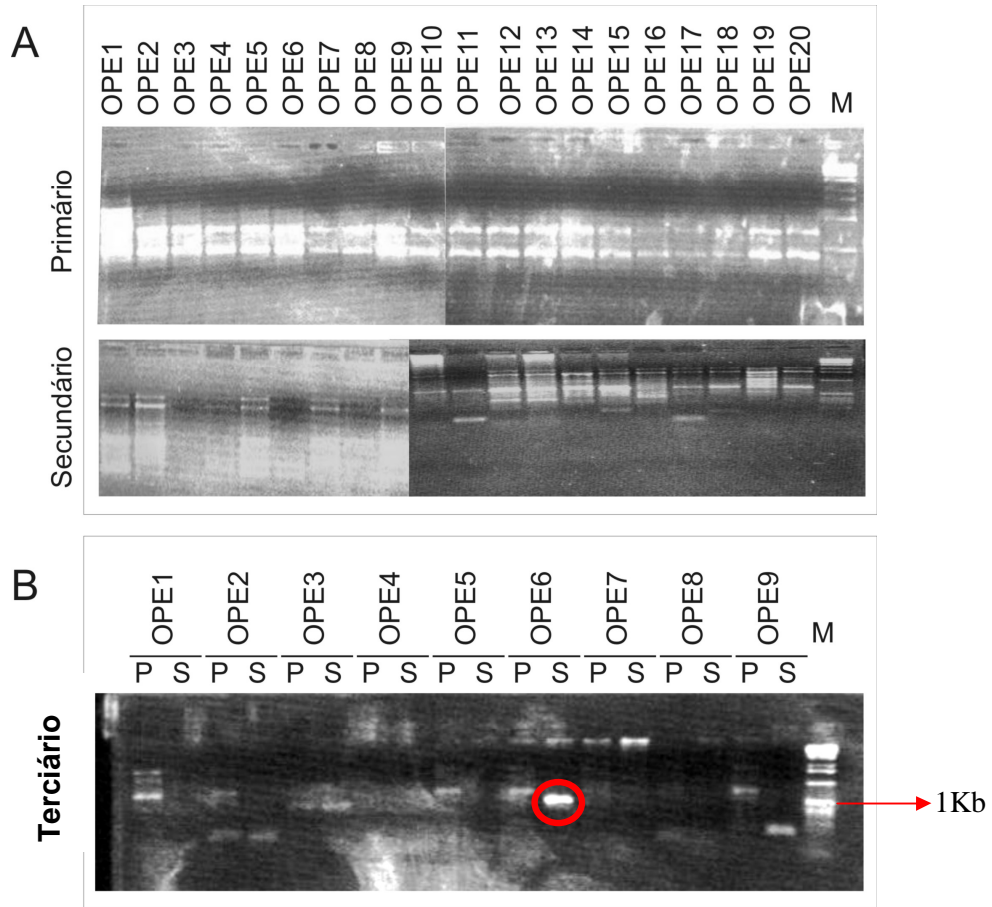 A
OPE1 OPE2 OPE3 OPE4 OPE5 OPE6 OPE7 OPE8 OPE9 OPE10 OPE11 OPE12 OPE13 OPE14 OPE15 OPE16 OPE17 OPE18 OPE19 OPE20 M
Primário
Secundário
B
OPE1 OPE2 OPE3 OPE4 OPE5 OPE6 OPE7 OPE8 OPE9 M
P S P S P S P S P S P S P S P S P S
Terciário
1Kb